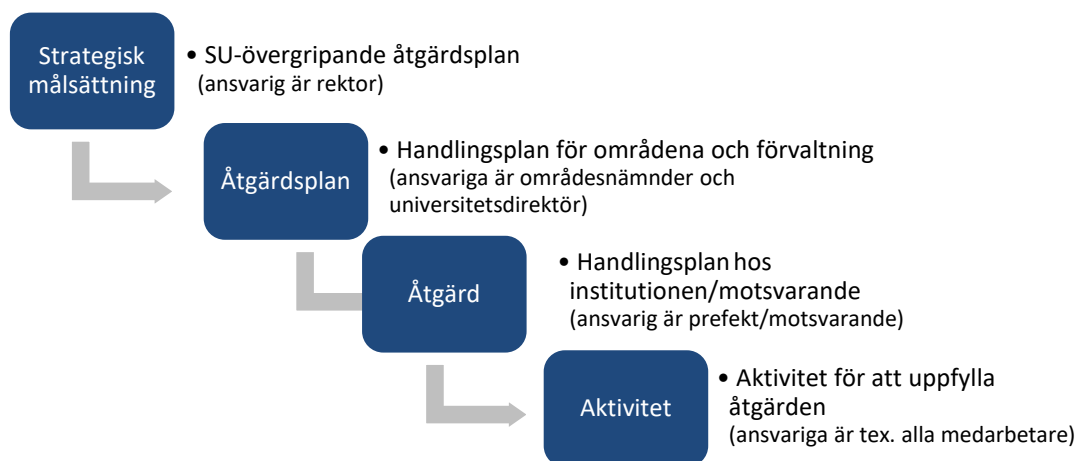 Strategisk
målsättning
• SU-övergripande åtgärdsplan
(ansvarig är rektor)
Åtgärdsplan
• Handlingsplan för områdena och förvaltning
(ansvariga är områdesnämnder och
universitetsdirektör)
Åtgärd
• Handlingsplan hos
institutionen/motsvarande
(ansvarig är prefekt/motsvarande)
Aktivitet
• Aktivitet för att uppfylla
åtgärden
(ansvariga är tex. alla medarbetare)